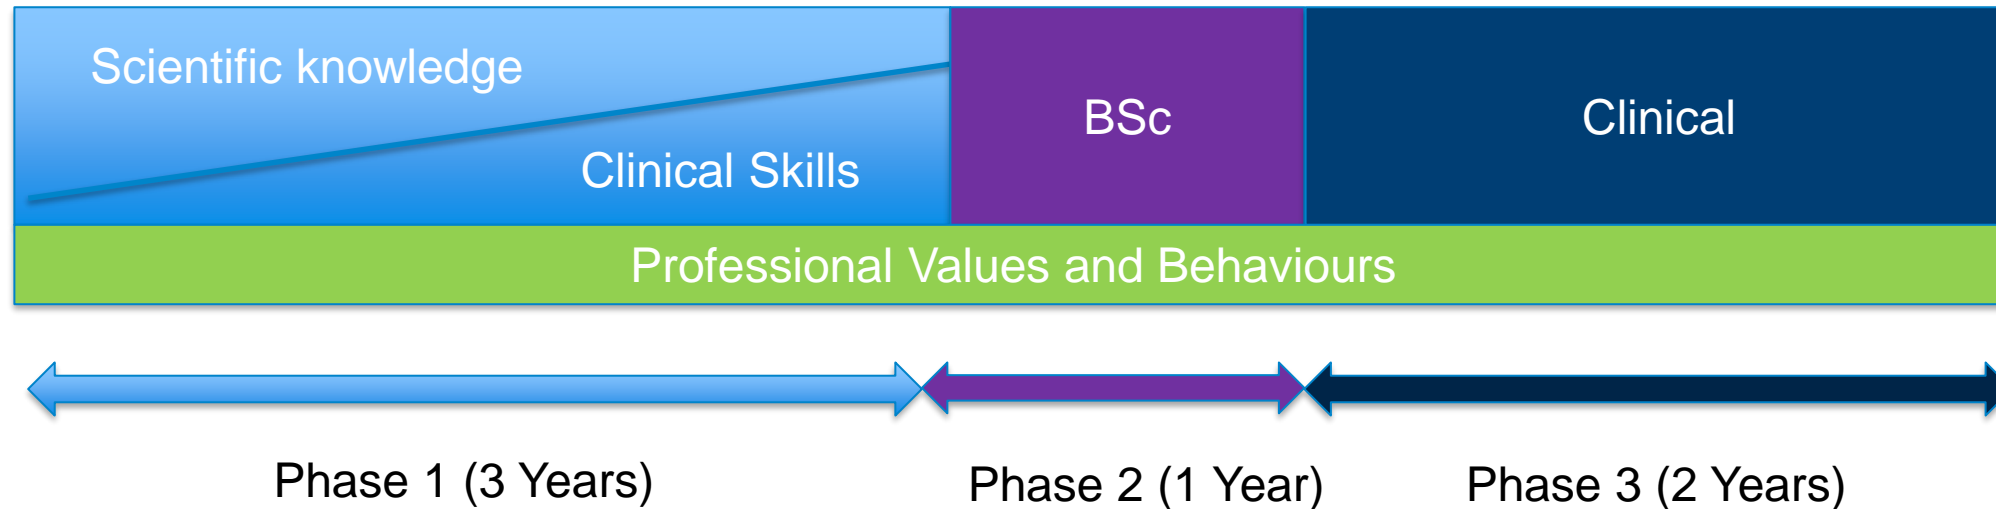 Scientific knowledge
Clinical Skills
BSc
Clinical
Professional Values and Behaviours
Phase 1 (3 Years)
Phase 2 (1 Year)
Phase 3 (2 Years)